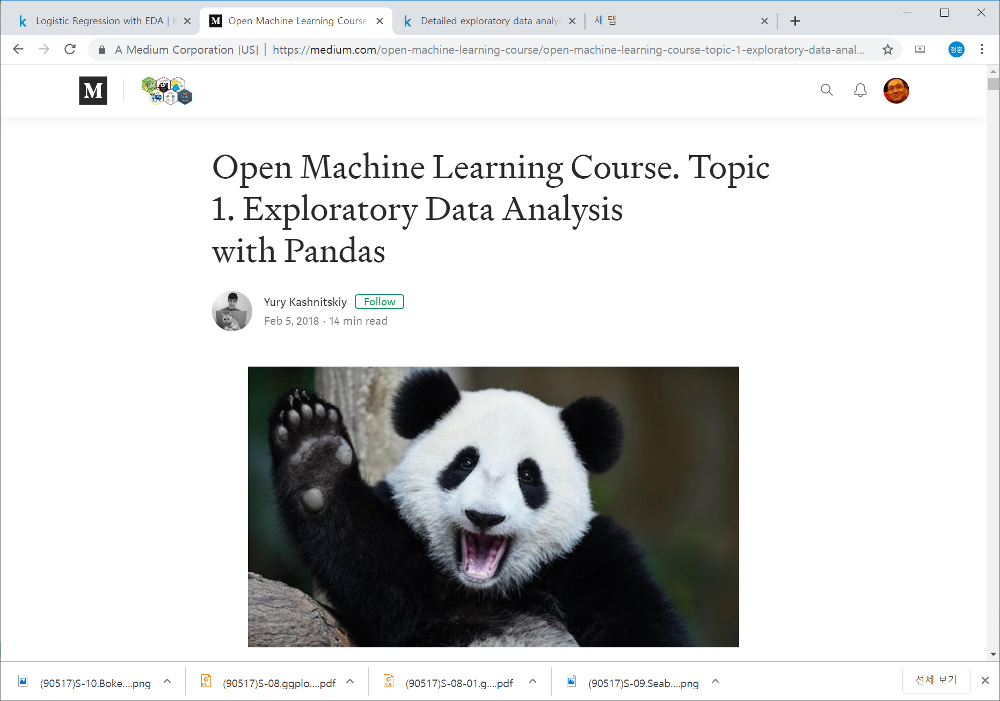 Logistic Regression with EDA | K
Open Machine Learning Course
Detailed exploratory data analys
새 탭
A Medium Corporation [US] | https://medium.com/open-machine-learning-course/open-machine-learning-course-topic-1-exploratory-data-anal...
정훈
M
Open Machine Learning Course. Topic
1. Exploratory Data Analysis
with Pandas
Yury Kashnitskiy Follow
Feb 5, 2018 · 14 min read
(90517)S-10.Boke....png
(90517)S-08.ggplo....pdf
(90517)S-08-01.g....pdf
(90517)S-09.Seab....png
전체 보기